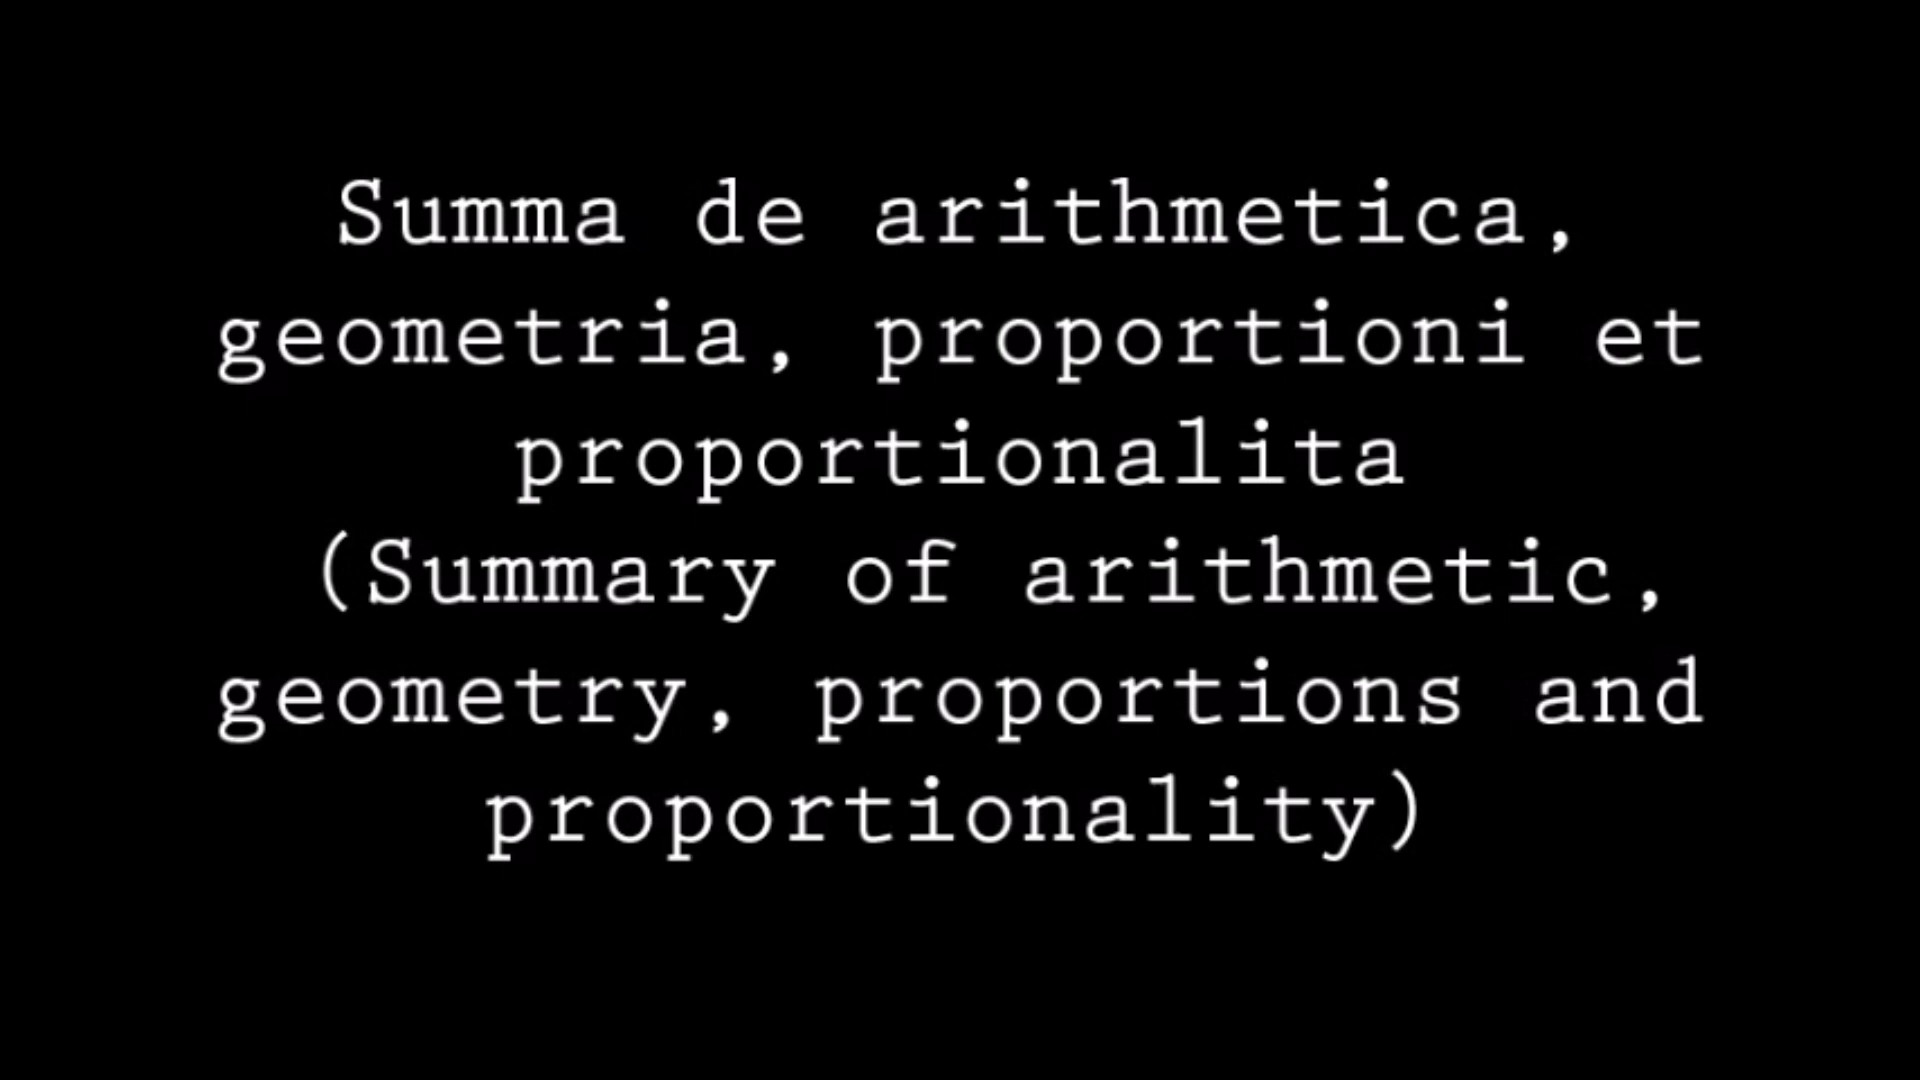 Summa de arithmetica,
geometria, proportioni et
proportionalita
(Summary of arithmetic,
geometry, proportions and
proportionality)